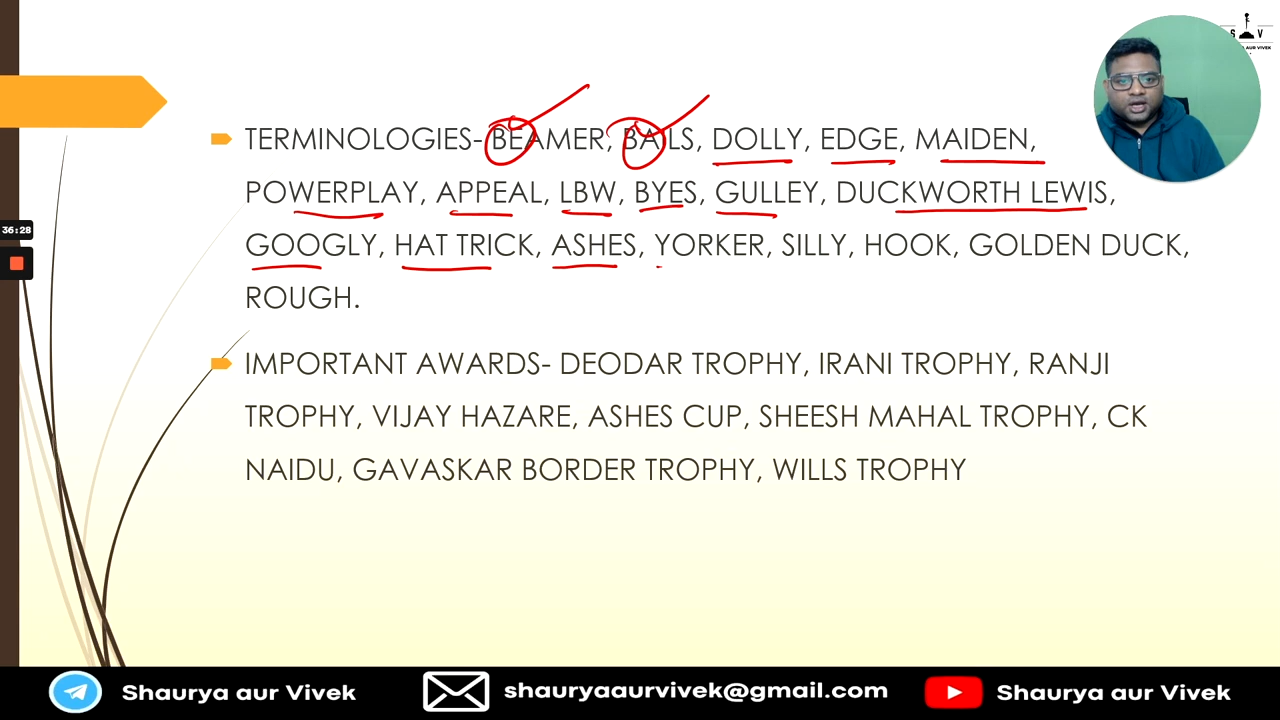 S V
AUR VIVEK
TERMINOLOGIES- BEAMER, BAILS, DOLLY, EDGE, MAIDEN,
POWERPLAY, APPEAL, LBW, BYES, GULLEY, DUCKWORTH LEWIS,
GOOGLY, HAT TRICK, ASHES, YORKER, SILLY, HOOK, GOLDEN DUCK,
ROUGH.
36:28
IMPORTANT AWARDS- DEODAR TROPHY, IRANI TROPHY, RANJI
TROPHY, VIJAY HAZARE, ASHES CUP, SHEESH MAHAL TROPHY, CK
NAIDU, GAVASKAR BORDER TROPHY, WILLS TROPHY
Shaurya aur Vivek shauryaaurvivek@gmail.com Shaurya aur Vivek